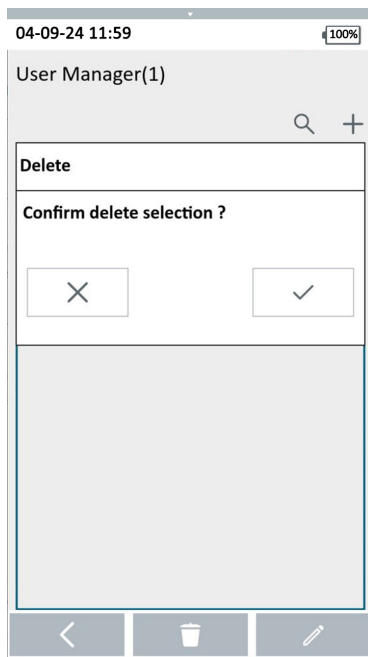 04-09-24 11:59
100%
User Manager(1)
Delete
Confirm delete selection ?